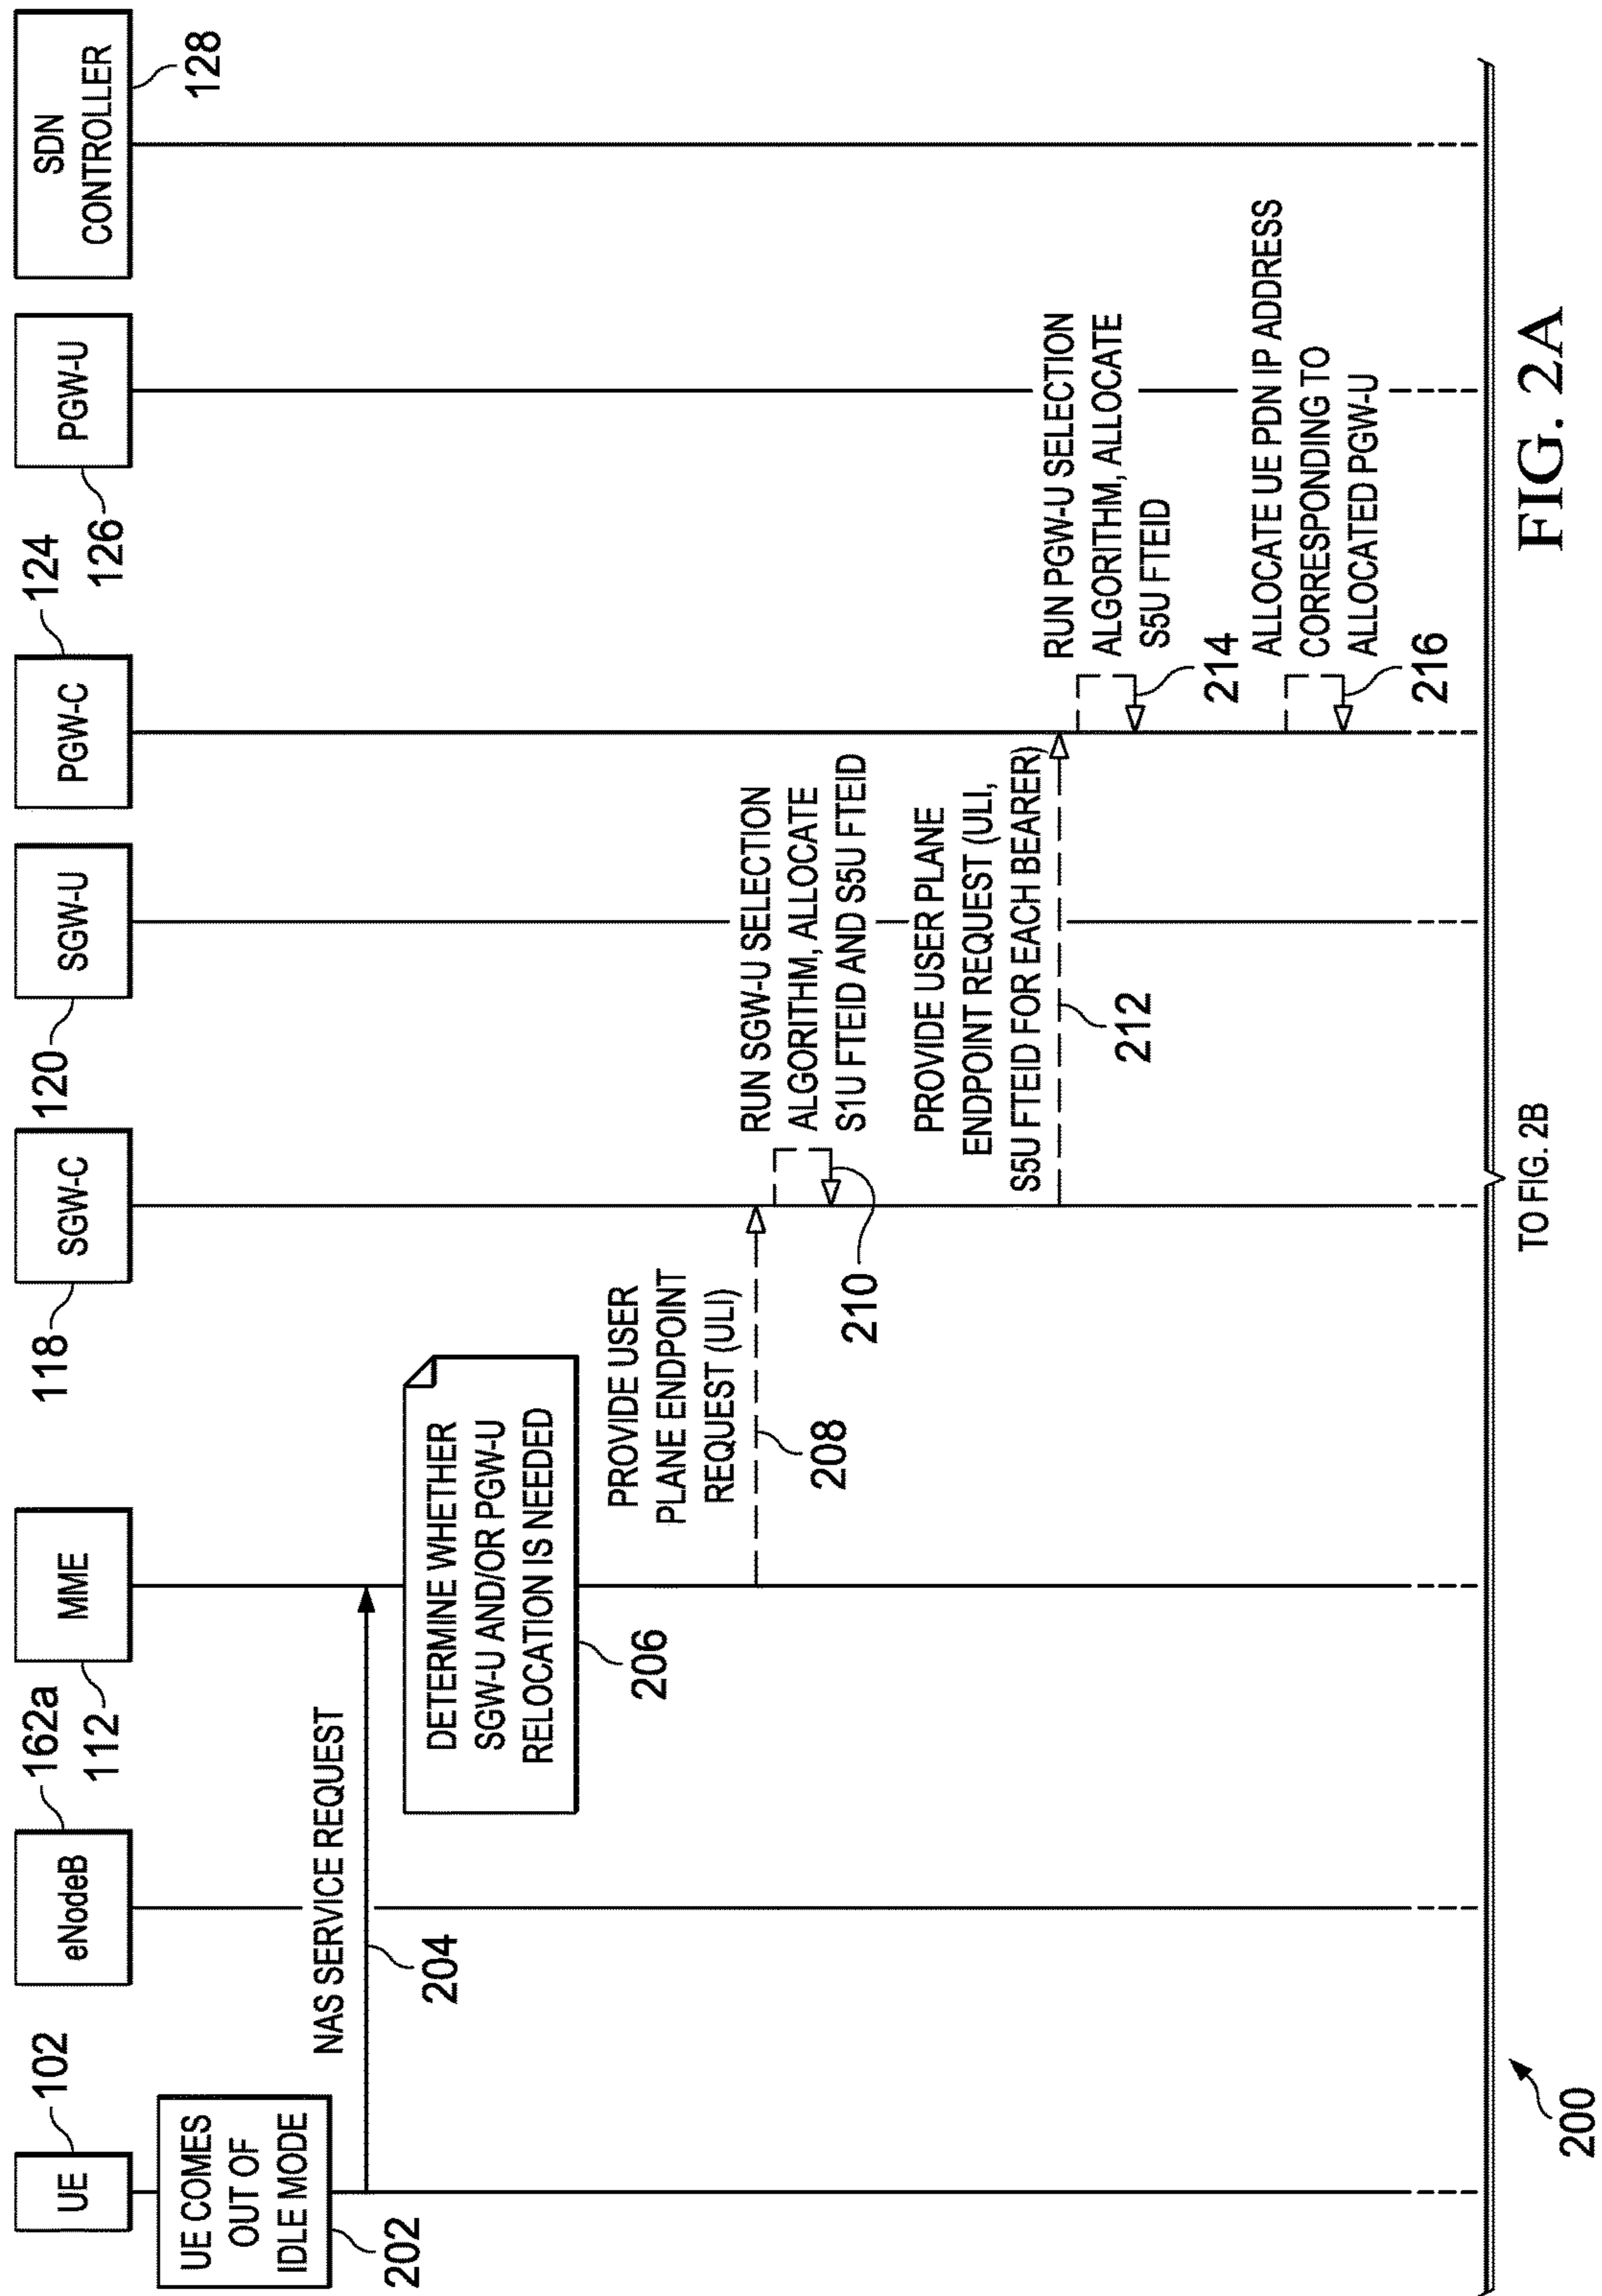 UE
102
eNodeB
162a
MME
112
SGW-C
118
SGW-U
120
PGW-C
124
PGW-U
126
SDN
CONTROLLER
128
UE COMES
OUT OF
IDLE MODE
202
NAS SERVICE REQUEST
204
DETERMINE WHETHER
SGW-U AND/OR PGW-U
RELOCATION IS NEEDED
206
PROVIDE USER
PLANE ENDPOINT
REQUEST (ULI)
208
RUN SGW-U SELECTION
ALGORITHM, ALLOCATE
S1U FTEID AND S5U FTEID
210
PROVIDE USER PLANE
ENDPOINT REQUEST (ULI,
S5U FTEID FOR EACH BEARER)
212
RUN PGW-U SELECTION
ALGORITHM, ALLOCATE
S5U FTEID
214
ALLOCATE UE PDN IP ADDRESS
CORRESPONDING TO
ALLOCATED PGW-U
216
200
TO FIG. 2B
FIG. 2A